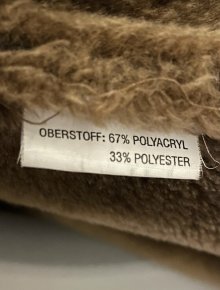 OBERSTOFF: 67% POLYACRYL
33% POLYESTER